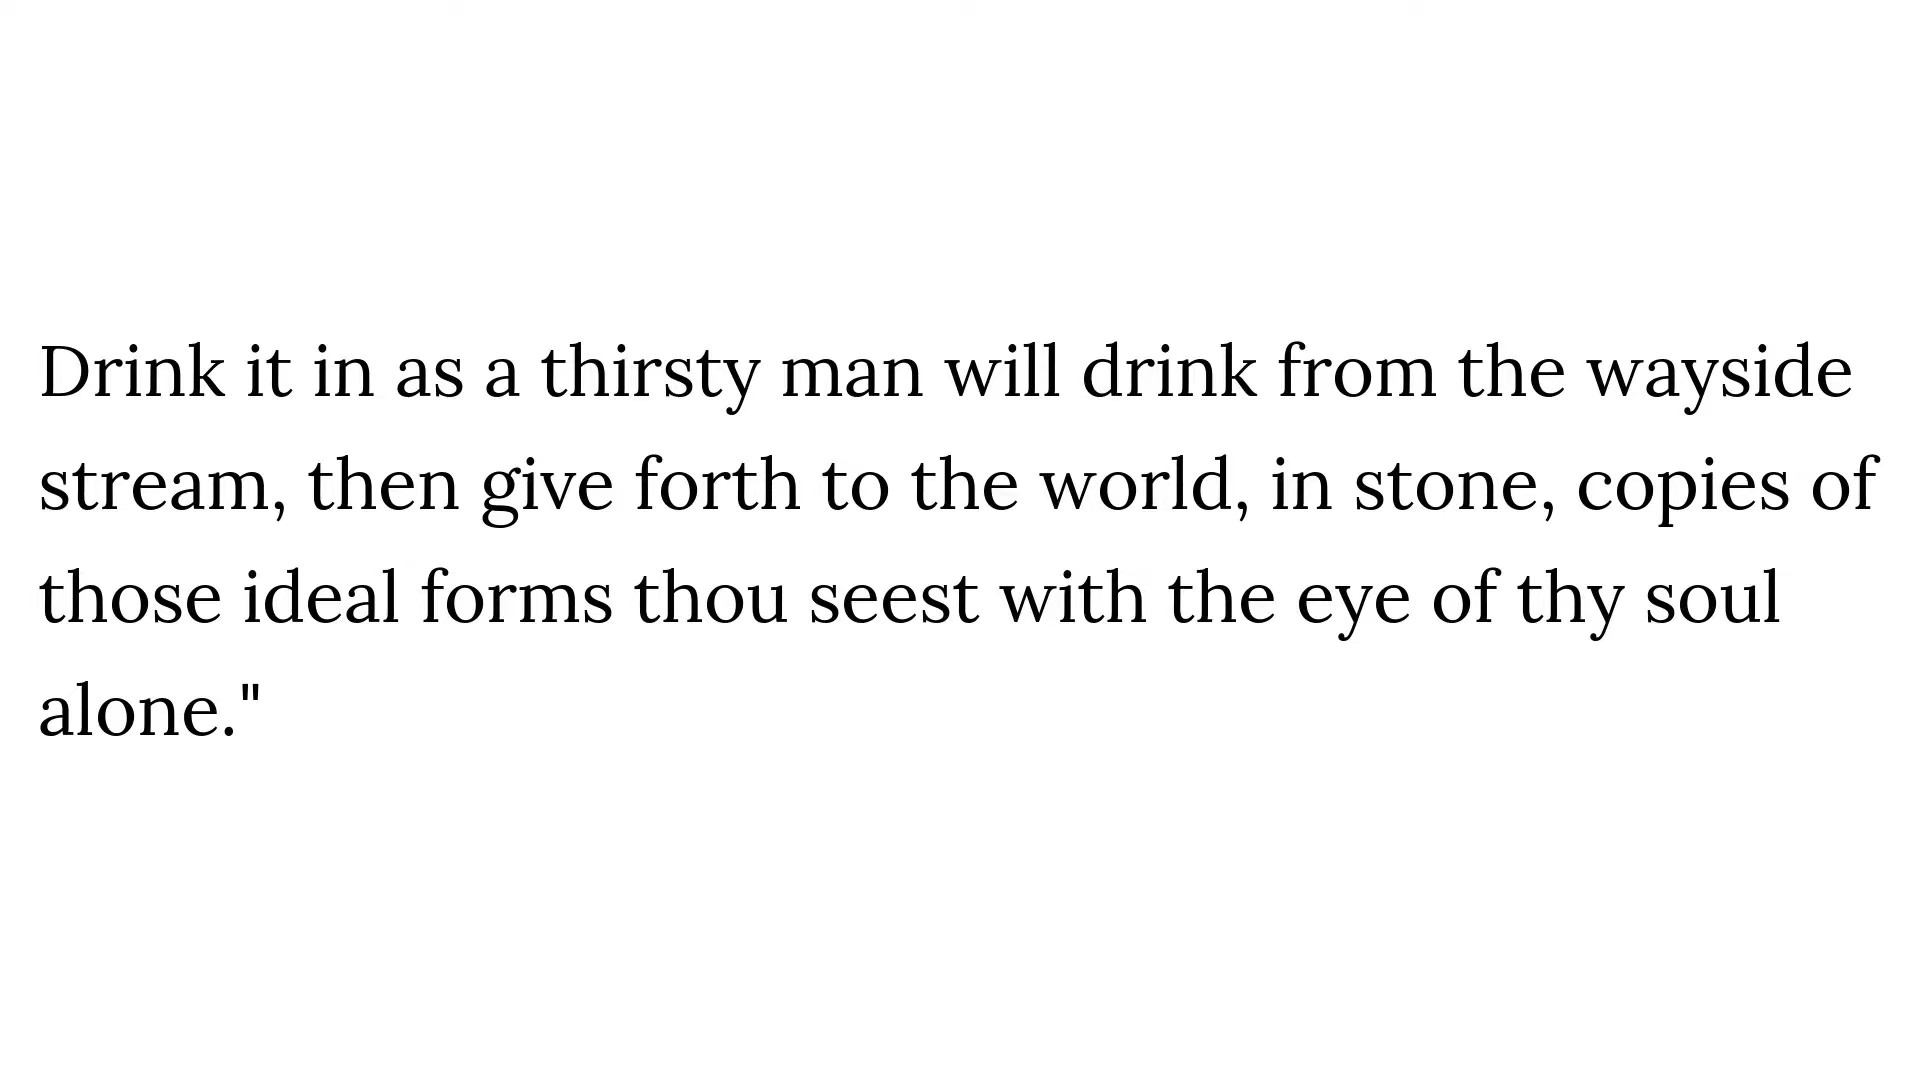 Drink it in as a thirsty man will drink from the wayside
stream, then give forth to the world, in stone, copies of
those ideal forms thou seest with the eye of thy soul
alone."